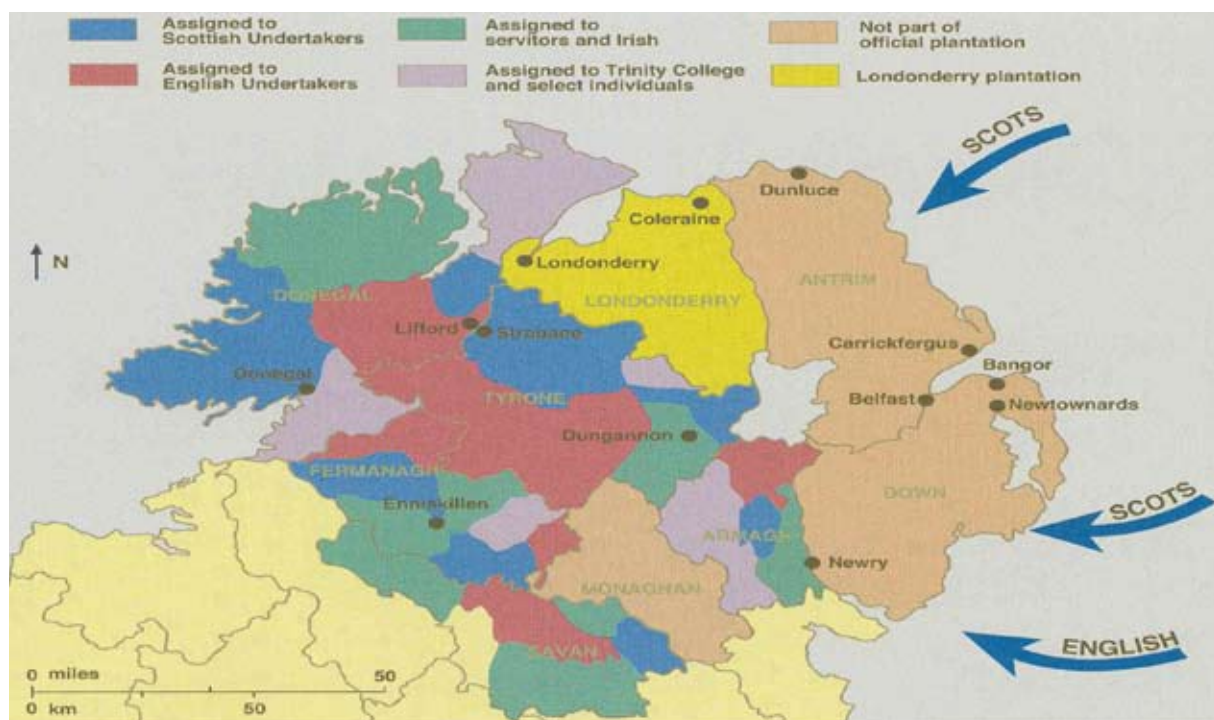 Assigned to
Scottish Undertakers
Assigned to
servitors and Irish
Not part of
official plantation
Assigned to
English Undertakers
Assigned to Trinity College
and select individuals
Londonderry plantation
SCOTS
Dunluce
Coleraine
N
Londonderry
ANTRIM
DONEGAL
LONDONDERRY
Lifford
Strabane
Carrickfergus
Bangor
Donegal
TYRONE
Belfast
Newtownards
Dungannon
FERMANAGH
DOWN
Enniskillen
SCOTS
ARMAGH
Newry
MONAGHAN
ENGLISH
CAVAN
0 miles 50
0 km 50